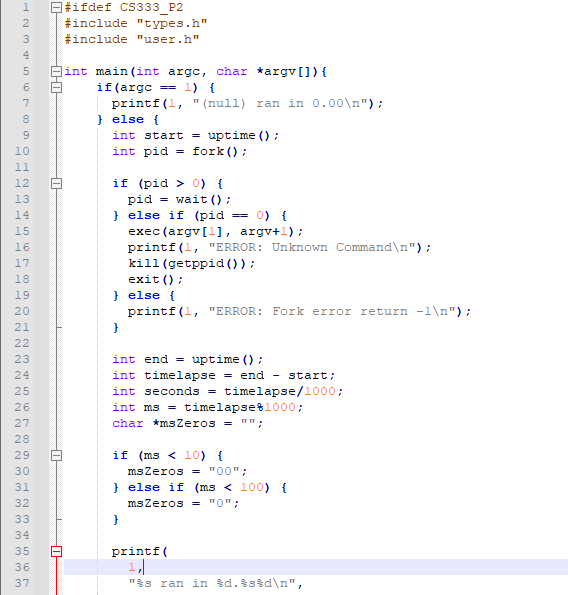 1 #ifdef CS333_P2
2 #include "types.h"
3 #include "user.h"
4
5 int main(int argc, char *argv[]){
6 if(argc == 1) {
7 printf(1, "(null) ran in 0.00\n");
8 } else {
9 int start = uptime();
10 int pid = fork();
11
12 if (pid > 0) {
13 pid = wait();
14 } else if (pid == 0) {
15 exec(argv[1], argv+1);
16 printf(1, "ERROR: Unknown Command\n");
17 kill(getppid());
18 exit();
19 } else {
20 printf(1, "ERROR: Fork error return -1\n");
21 }
22
23 int end = uptime();
24 int timelapse = end - start;
25 int seconds = timelapse/1000;
26 int ms = timelapse%1000;
27 char *msZeros = "";
28
29 if (ms < 10) {
30 msZeros = "00";
31 } else if (ms < 100) {
32 msZeros = "0";
33 }
34
35 printf(
36 1,
37 "%s ran in %d.%s%d\n",